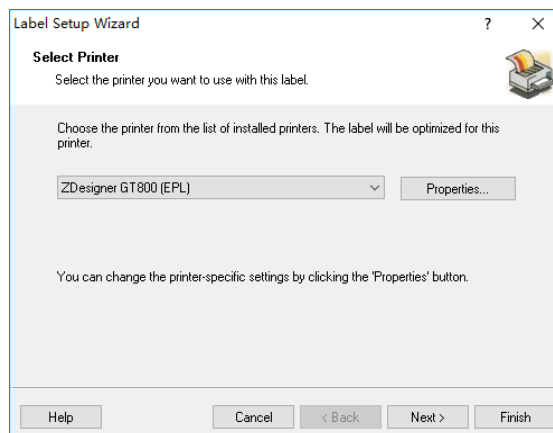 Label Setup Wizard
Select Printer
Select the printer you want to use with this label.
Choose the printer from the list of installed printers. The label will be optimized for this
printer.
ZDesigner GT800 (EPL)
Properties...
You can change the printer-specific settings by clicking the 'Properties' button.
Help
Cancel
< Back
Next >
Finish